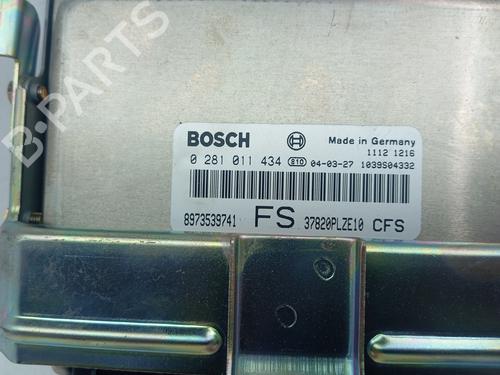 BOSCH Made in Germany
1112 1216
0 281 011 434 E10 04-03-27 1039S04332
8973539741 FS 37820PLZE10 CFS
B-PARTS